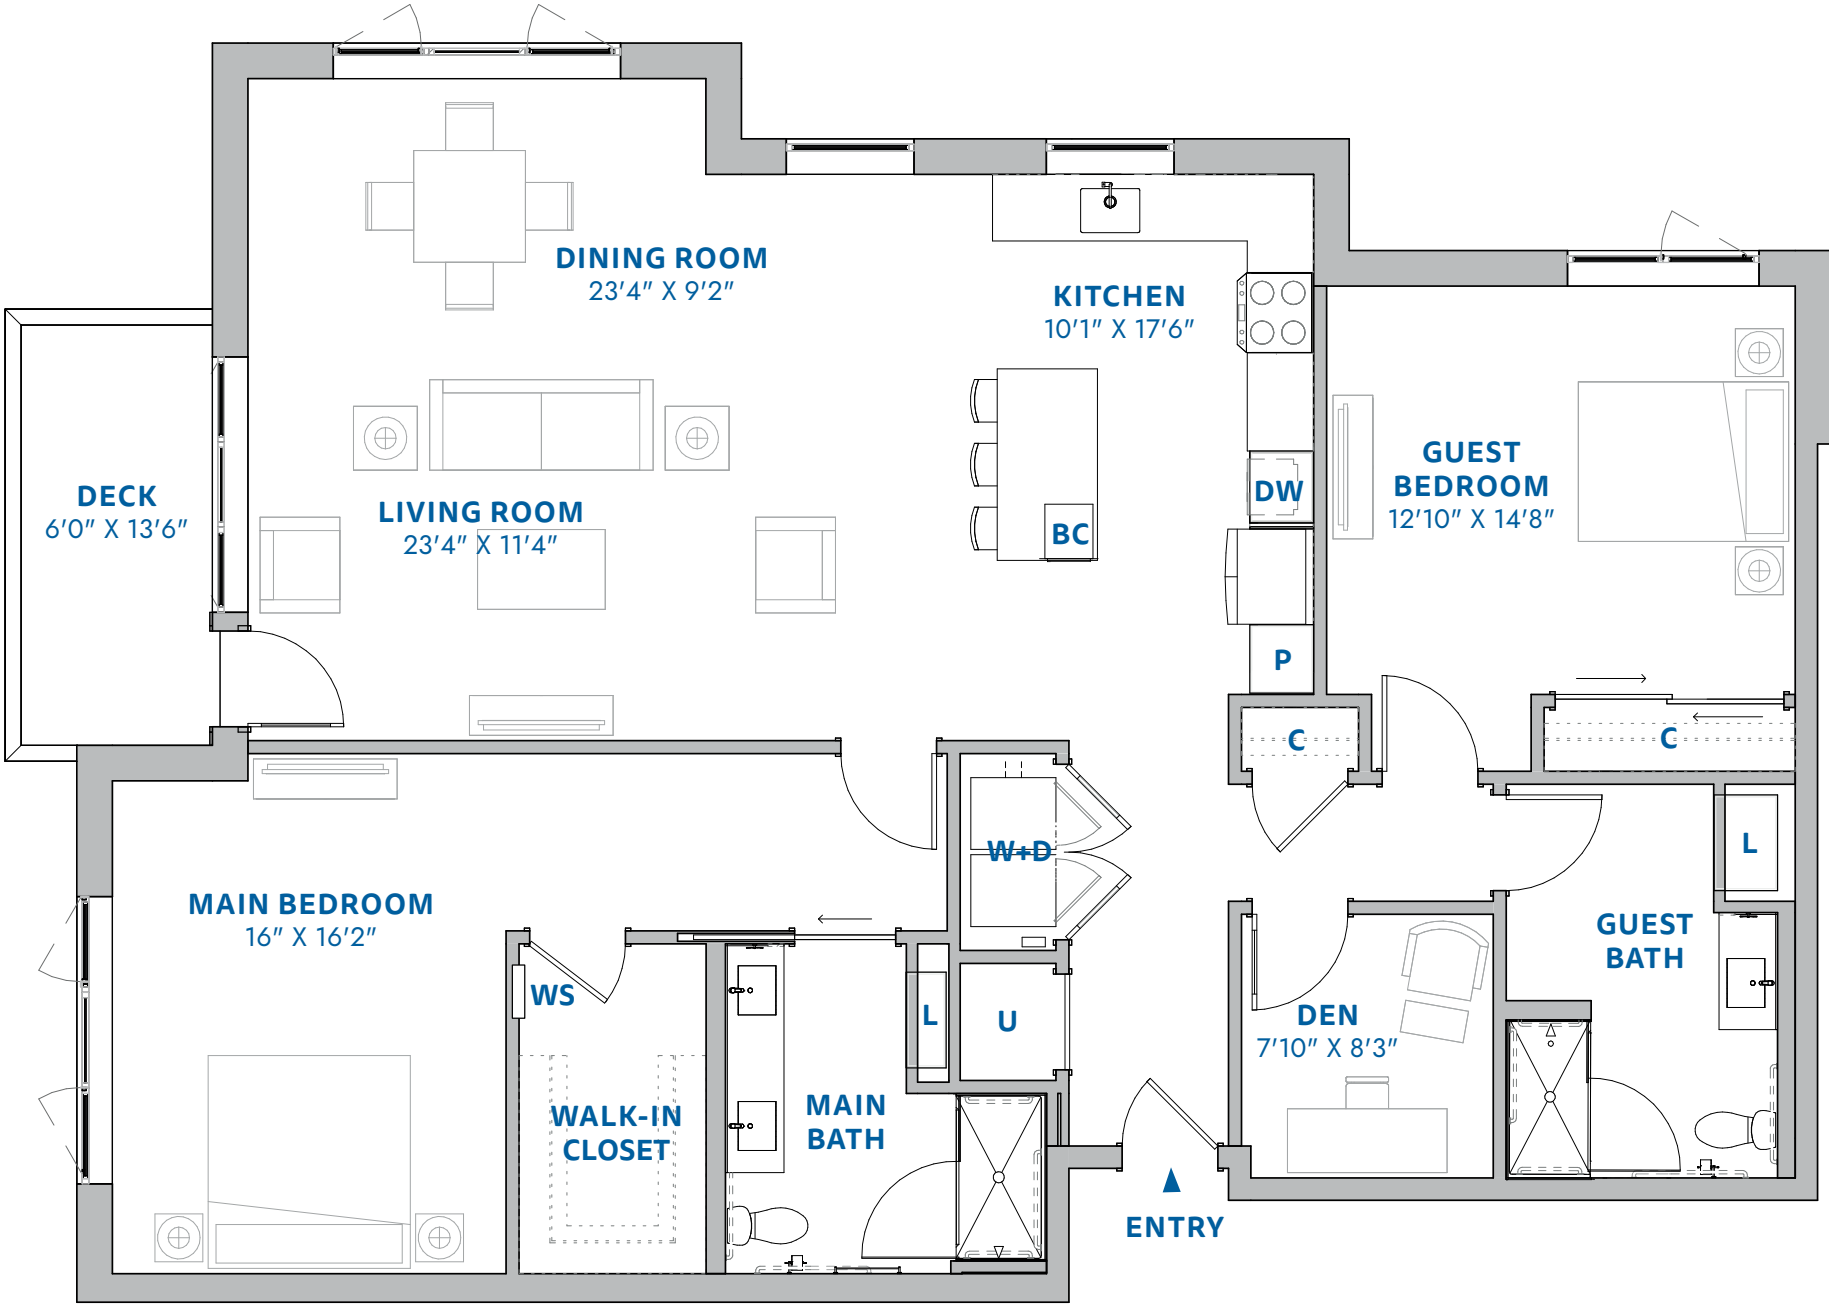 DINING ROOM
23'4" X 9'2"
KITCHEN
10'1" X 17'6"
DECK
6'0" X 13'6"
LIVING ROOM
23'4" X 11'4"
BC
DW
GUEST
BEDROOM
12'10" X 14'8"
P
C
C
W+D
L
MAIN BEDROOM
16" X 16'2"
GUEST
BATH
WS
L
U
DEN
7'10" X 8'3"
WALK-IN
CLOSET
MAIN
BATH
ENTRY